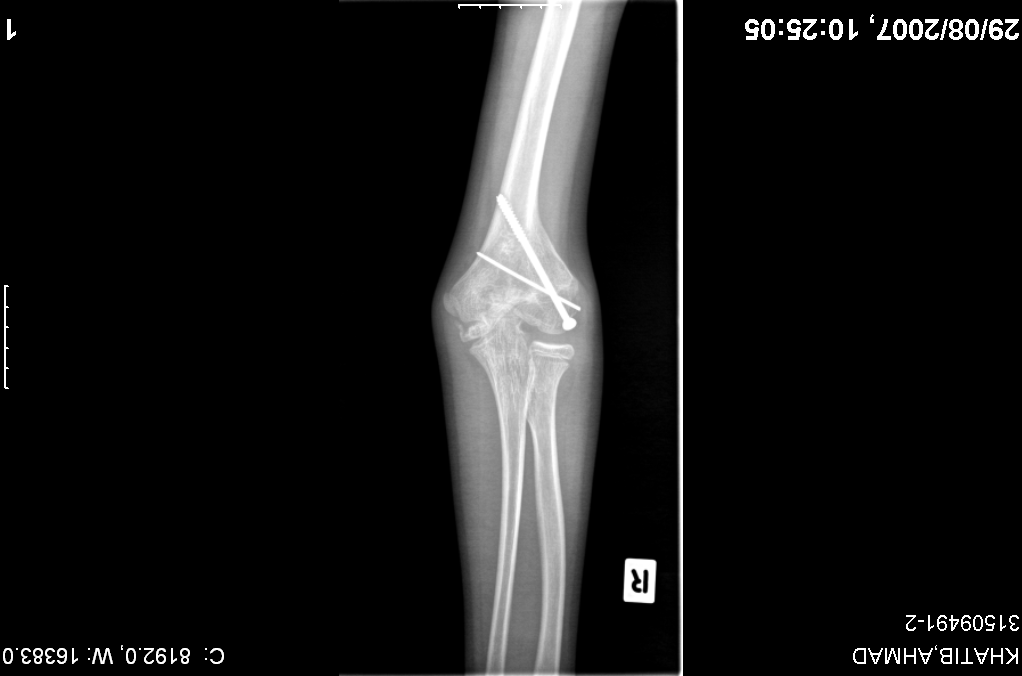 KHATIB,AHMAD
31509491-2
C: 8192.0, W: 16383.0
R
29/08/2007, 10:25:05
1